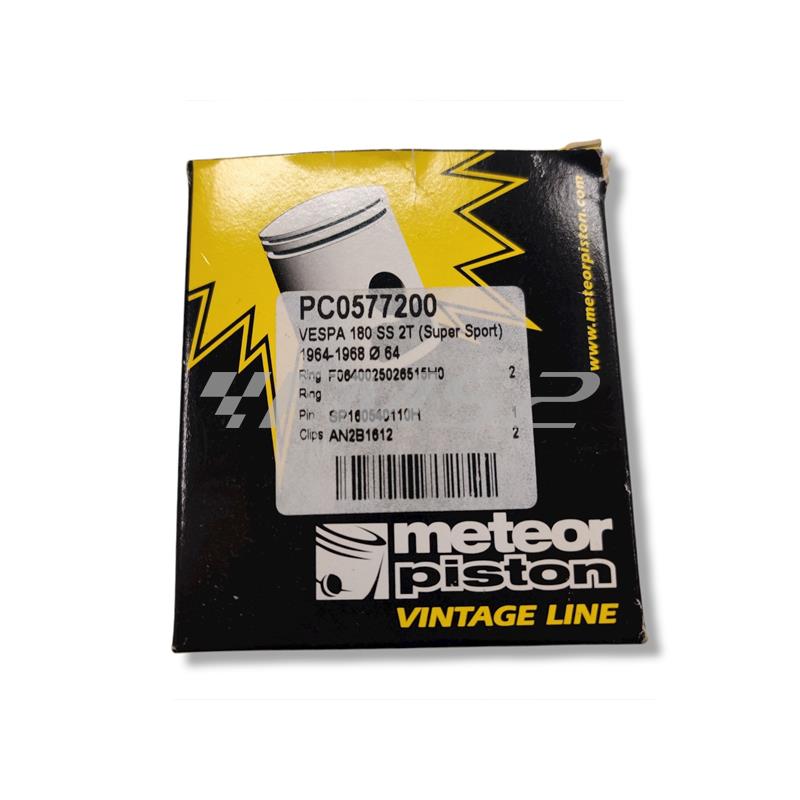 www.meteorpiston.com
PC0577200
VESPA 180 SS 2T (Super Sport)
1964-1968 Ø 64
Ring F0640025026515H0 2
Ring
Pin SP160540110H 1
Clips AN2B1612 2
meteor
piston
VINTAGE LINE